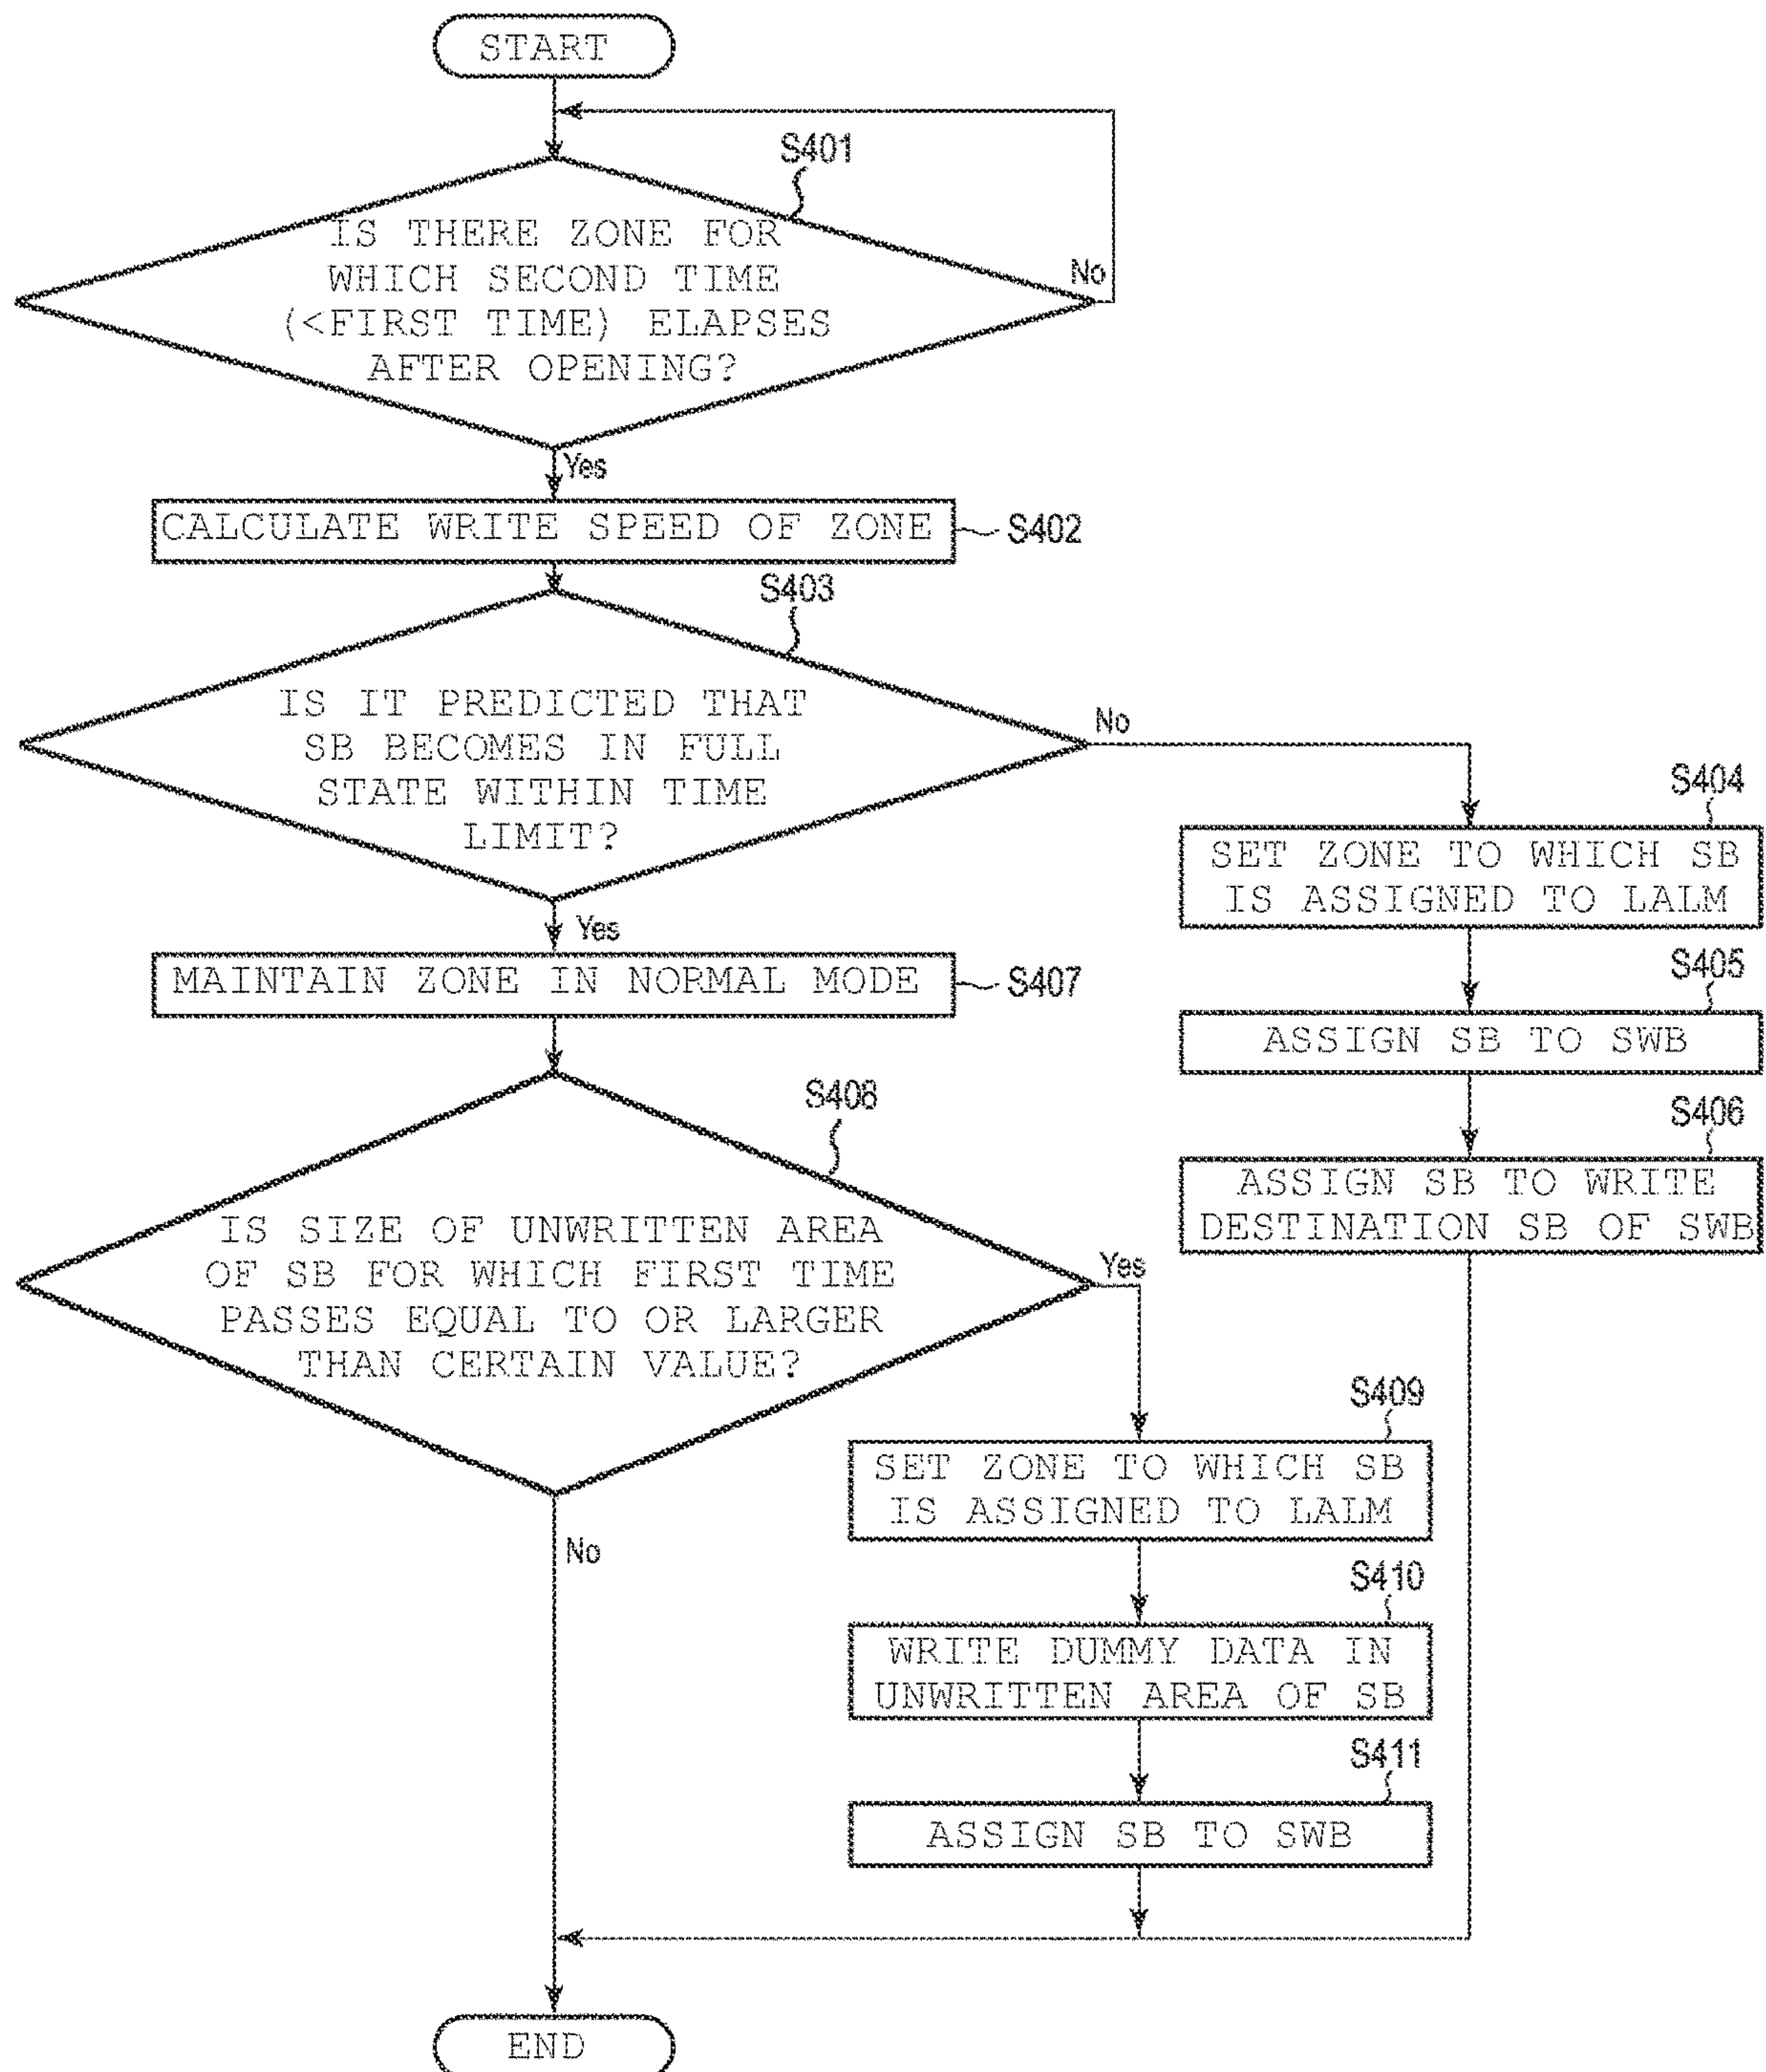 START
S401
IS THERE ZONE FOR
WHICH SECOND TIME
(<FIRST TIME) ELAPSES
AFTER OPENING?
No
Yes
CALCULATE WRITE SPEED OF ZONE
S402
S403
IS IT PREDICTED THAT
SB BECOMES IN FULL
STATE WITHIN TIME
LIMIT?
No
Yes
S404
SET ZONE TO WHICH SB
IS ASSIGNED TO LALM
S405
ASSIGN SB TO SWB
S406
ASSIGN SB TO WRITE
DESTINATION SB OF SWB
MAINTAIN ZONE IN NORMAL MODE
S407
S408
IS SIZE OF UNWRITTEN AREA
OF SB FOR WHICH FIRST TIME
PASSES EQUAL TO OR LARGER
THAN CERTAIN VALUE?
Yes
No
S409
SET ZONE TO WHICH SB
IS ASSIGNED TO LALM
S410
WRITE DUMMY DATA IN
UNWRITTEN AREA OF SB
S411
ASSIGN SB TO SWB
END